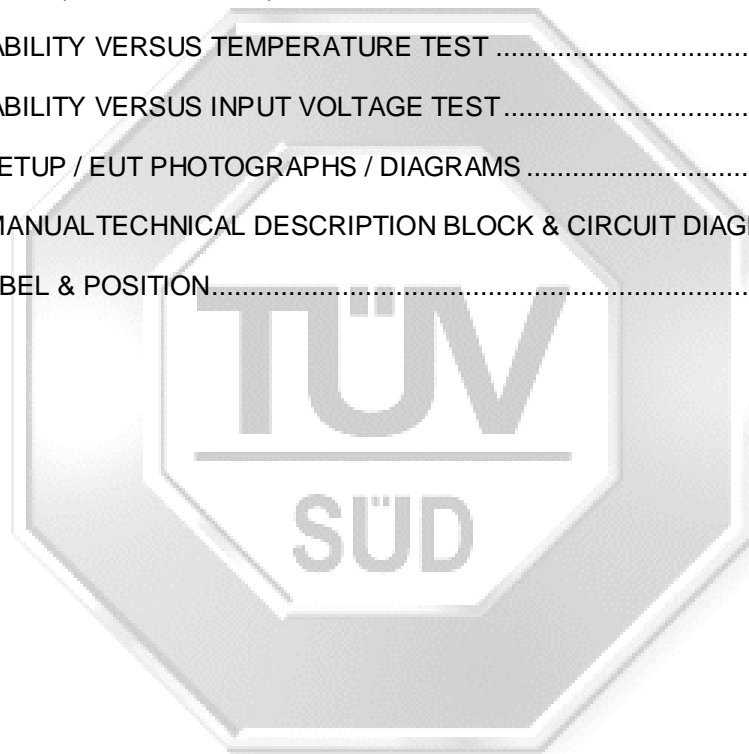 ABILITY VERSUS TEMPERATURE TEST ....................................
ABILITY VERSUS INPUT VOLTAGE TEST ...................................
ETUP / EUT PHOTOGRAPHS / DIAGRAMS ................................
MANUALTECHNICAL DESCRIPTION BLOCK & CIRCUIT DIAG
BEL & POSITION ..............................................................................
TÜV
SÜD